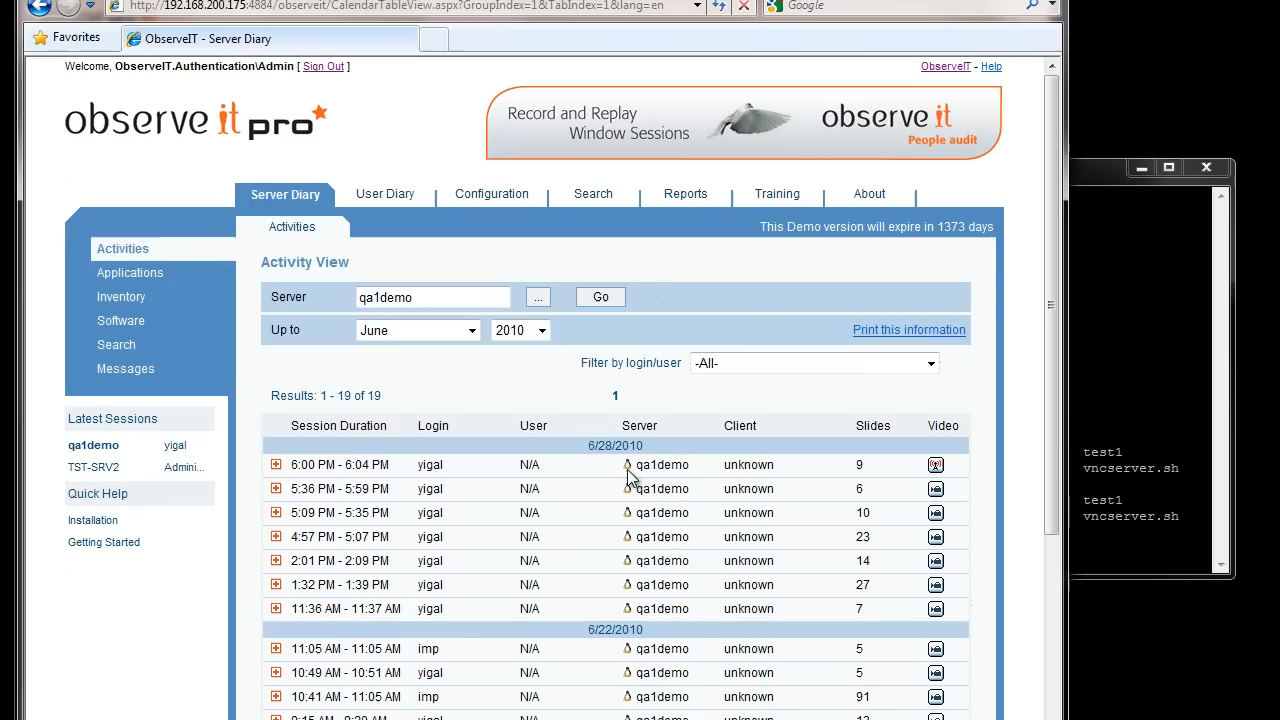 http://192.168.200.175:4884/observeit/CalendarTableView.aspx?GroupIndex=1&TabIndex=1&lang=en
Google
Favorites
ObserveIT - Server Diary
Welcome, ObserveIT.Authentication\Admin [ Sign Out ]
ObserveIT - Help
observe it pro
Record and Replay
Window Sessions
observe it
People audit
Server Diary
User Diary
Configuration
Search
Reports
Training
About
Activities
This Demo version will expire in 1373 days
Activities
Applications
Inventory
Software
Search
Messages
Latest Sessions
qa1demo yigal
TST-SRV2 Admini...
Quick Help
Installation
Getting Started
Activity View
Server qa1demo ... Go
Up to June 2010 Print this information
Filter by login/user -All-
Results: 1 - 19 of 19 1
Session Duration Login User Server Client Slides Video
6/28/2010
6:00 PM - 6:04 PM yigal N/A qa1demo unknown 9
5:36 PM - 5:59 PM yigal N/A qa1demo unknown 6
5:09 PM - 5:35 PM yigal N/A qa1demo unknown 10
4:57 PM - 5:07 PM yigal N/A qa1demo unknown 23
2:01 PM - 2:09 PM yigal N/A qa1demo unknown 14
1:32 PM - 1:39 PM yigal N/A qa1demo unknown 27
11:36 AM - 11:37 AM yigal N/A qa1demo unknown 7
6/22/2010
11:05 AM - 11:05 AM imp N/A qa1demo unknown 5
10:49 AM - 10:51 AM yigal N/A qa1demo unknown 5
10:41 AM - 11:05 AM imp N/A qa1demo unknown 91
test1
vncserver.sh
test1
vncserver.sh